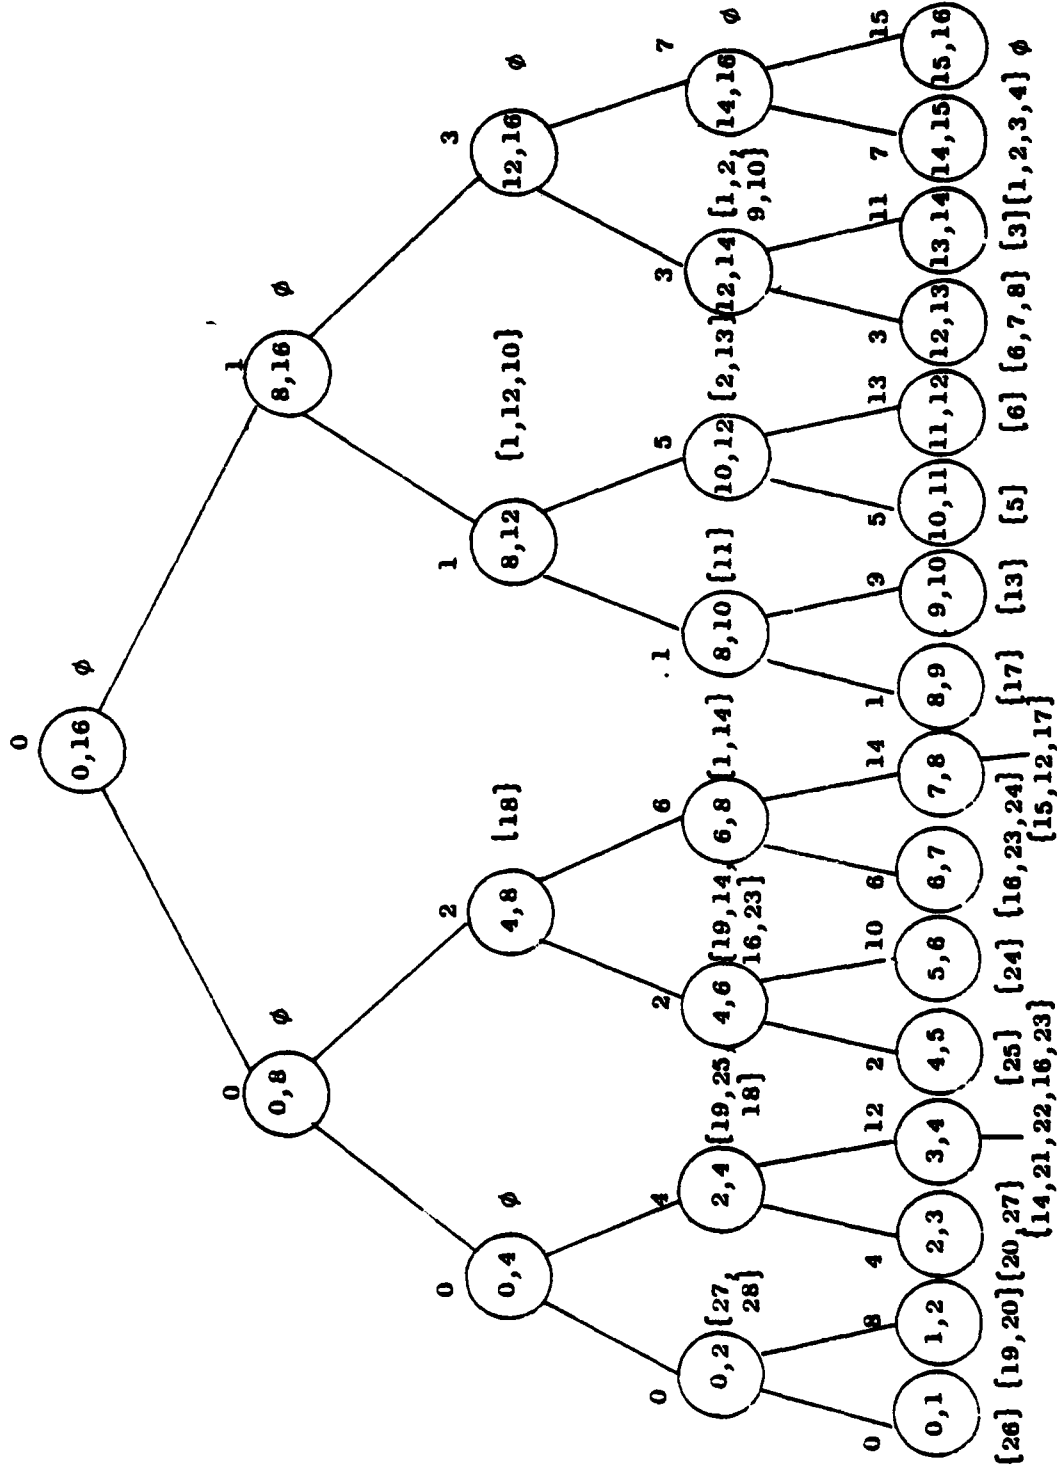 0
0,16 ø
0 1
0,8 ø 8,16 ø
0 2 1 3
0,4 ø 4,8 {18} 8,12 {1,12,10} 12,16 ø
0 4 2 6 1 5 3 7
0,2 {27, 2,4 {19,25, 4,6 {19,14, 6,8 {1,14} 8,10 {11} 10,12 {2,13} 12,14 {1,2, 14,16 ø
28} 18} 16,23} 9,10}
0 8 4 12 2 10 6 14 1 9 5 13 3 11 7 15
0,1 1,2 2,3 3,4 4,5 5,6 6,7 7,8 8,9 9,10 10,11 11,12 12,13 13,14 14,15 15,16
{26} {19,20} {20,27} {25} {24} {16,23,24} {17} {13} {5} {6} {6,7,8} {3} {1,2,3,4} ø
{14,21,22,16,23} {15,12,17}